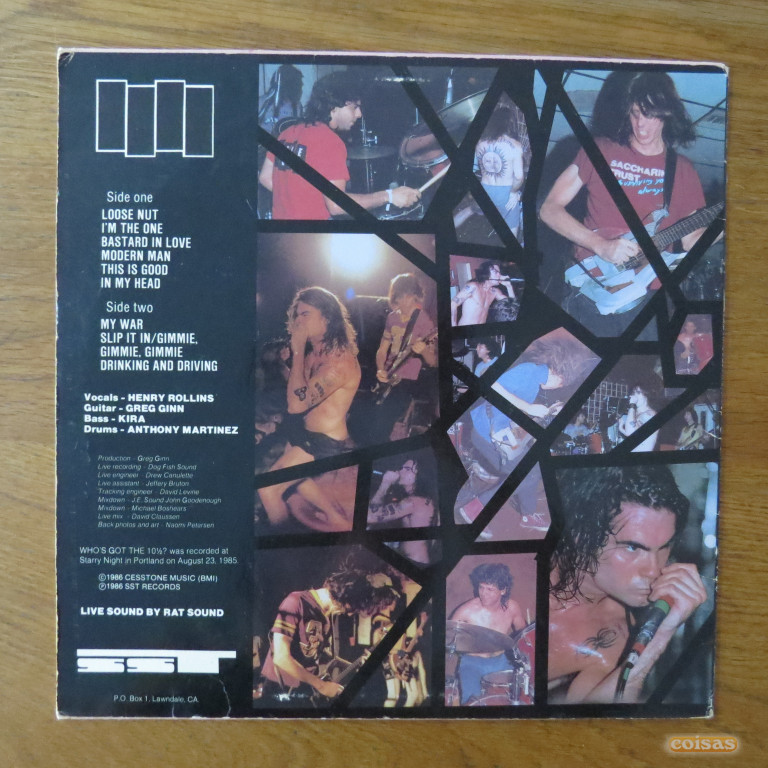 Side one
LOOSE NUT
I'M THE ONE
BASTARD IN LOVE
MODERN MAN
THIS IS GOOD
IN MY HEAD
Side two
MY WAR
SLIP IT IN/GIMMIE,
GIMMIE, GIMMIE
DRINKING AND DRIVING
Vocals - HENRY ROLLINS
Guitar - GREG GINN
Bass - KIRA
Drums - ANTHONY MARTINEZ
Production - Greg Ginn
Live recording - Dog Fish Sound
Live engineer - Drew Canulette
Live assistant - Jeffery Bruton
Tracking engineer - David Levine
Mixdown - J.E. Sound John Goodenough
Mixdown - Michael Boshears
Live mix - David Claassen
Back photos and art - Naomi Petersen
WHO'S GOT THE 10½? was recorded at
Starry Night in Portland on August 23, 1985.
©1986 CESSTONE MUSIC (BMI)
℗1986 SST RECORDS
LIVE SOUND BY RAT SOUND
SST
P.O. Box 1, Lawndale, CA
SACCHARINE
TRUST
coisas